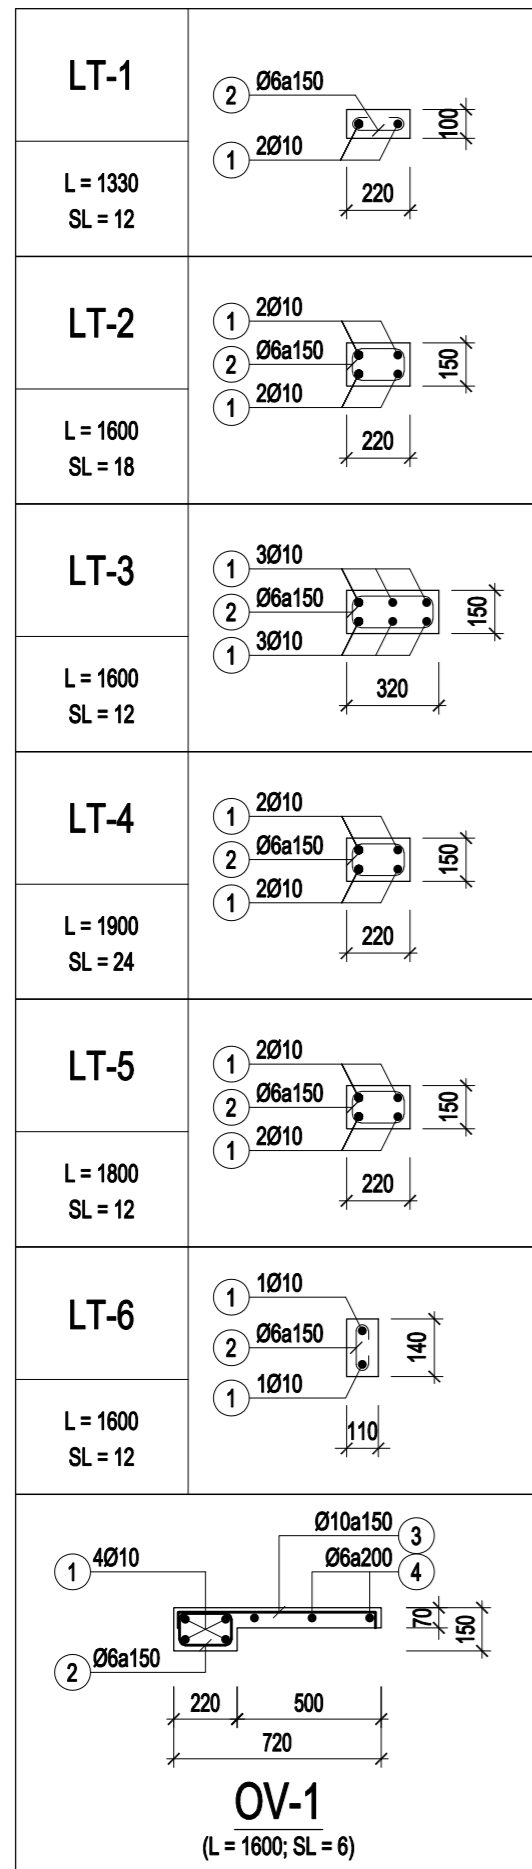 LT-1
L = 1330
SL = 12
2 Ø6a150
1 2Ø10
100
220
LT-2
L = 1600
SL = 18
1 2Ø10
2 Ø6a150
1 2Ø10
150
220
LT-3
L = 1600
SL = 12
1 3Ø10
2 Ø6a150
1 3Ø10
150
320
LT-4
L = 1900
SL = 24
1 2Ø10
2 Ø6a150
1 2Ø10
150
220
LT-5
L = 1800
SL = 12
1 2Ø10
2 Ø6a150
1 2Ø10
150
220
LT-6
L = 1600
SL = 12
1 1Ø10
2 Ø6a150
1 1Ø10
140
110
Ø10a150 3
1 4Ø10
Ø6a200 4
2 Ø6a150
70
150
220 500
720
OV-1
(L = 1600; SL = 6)